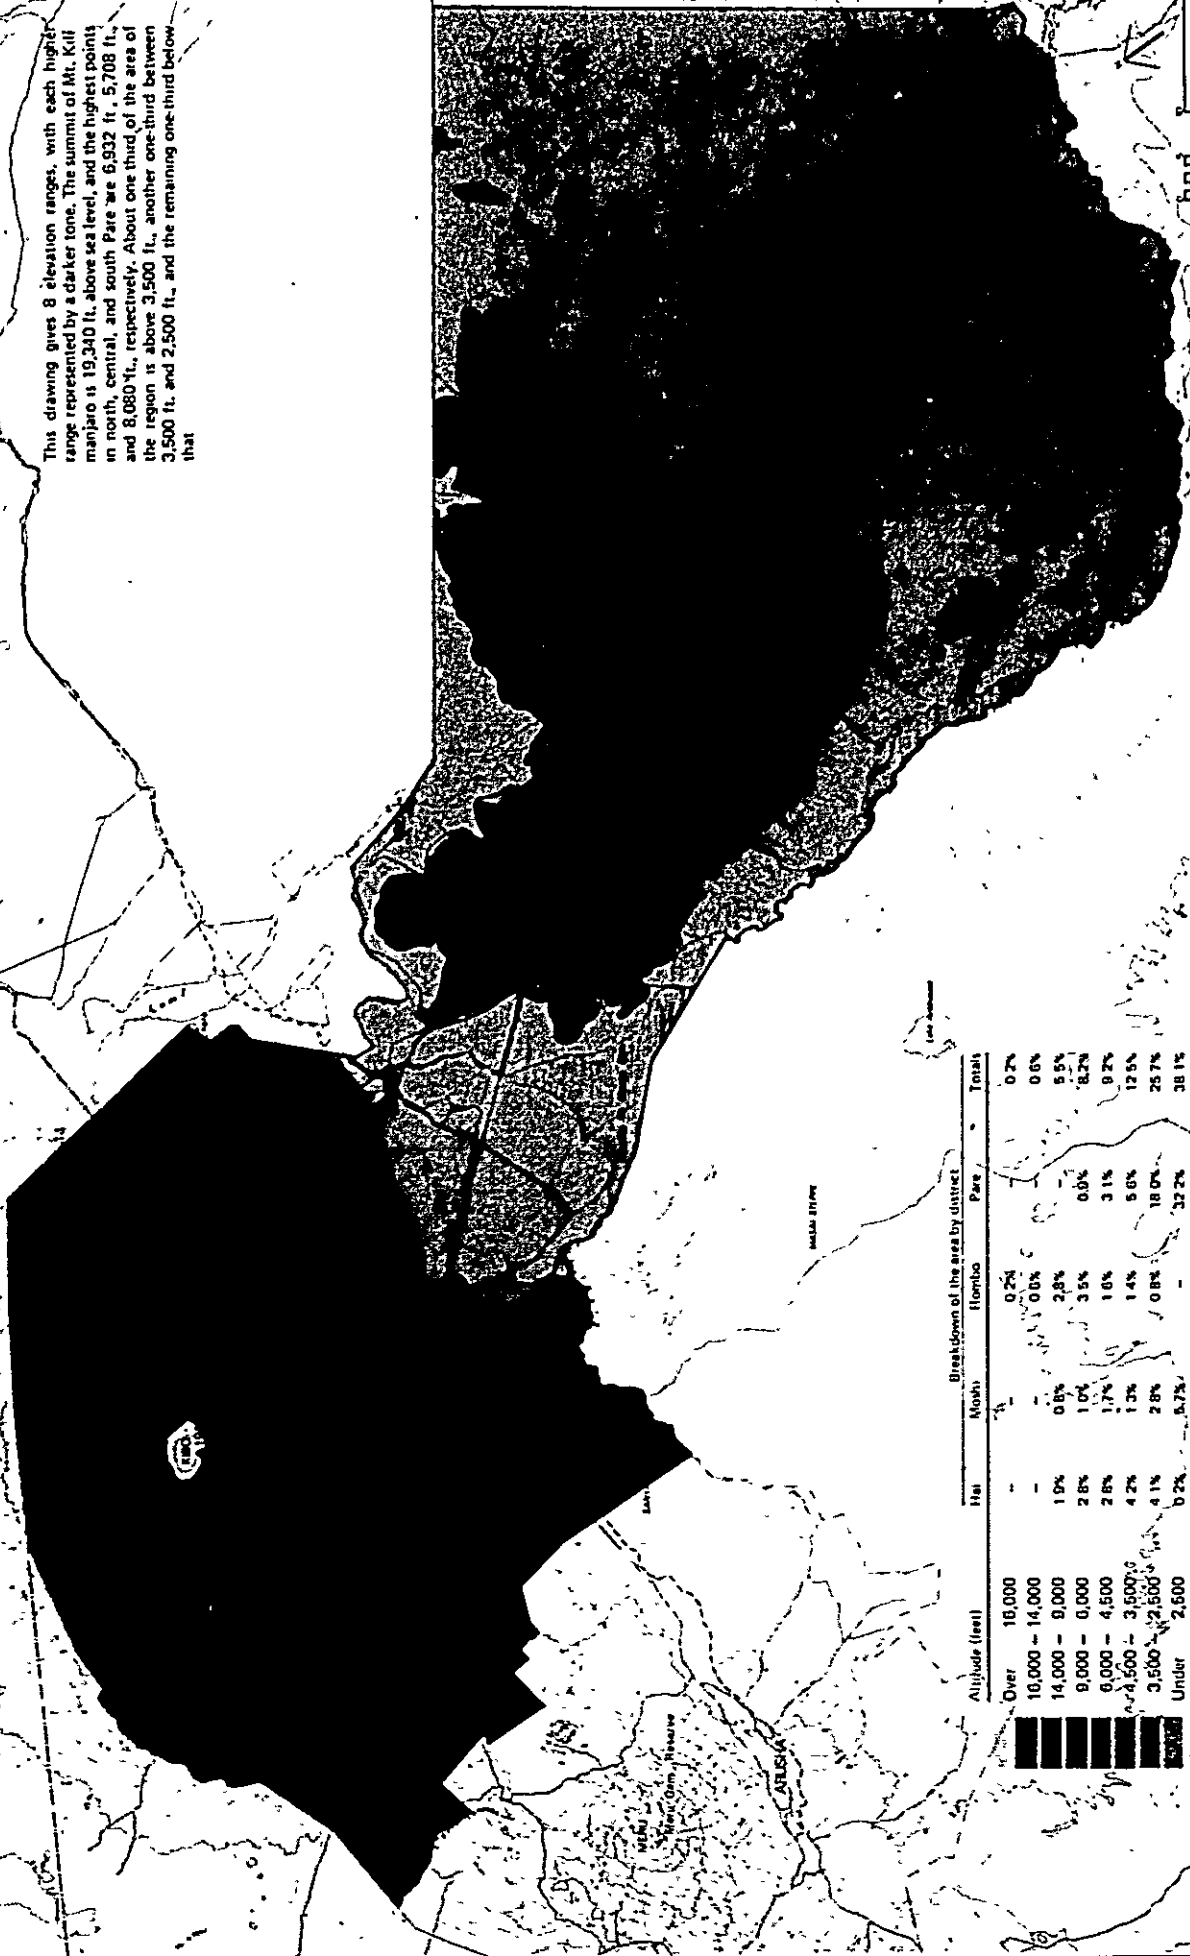 This drawing gives 8 elevation ranges, with each higher
range represented by a darker tone. The summit of Mt. Kili
manjaro is 19,340 ft. above sea level, and the highest points
in north, central, and south Pare are 6,932 ft., 5,708 ft.,
and 8,080 ft., respectively. About one third of the area of
the region is above 3,500 ft., another one-third between
3,500 ft. and 2,500 ft., and the remaining one-third below
that
KIBO
MASAI STEPPE
MERU
Meru Gam. Reserve
ARUSHA
Breakdown of the area by district
Altitude (feet) Hai Moshi Rombo Pare Totals
Over 16,000 – – 0.2% – 0.2%
16,000 – 14,000 – – 0.6% – 0.6%
14,000 – 9,000 1.9% 0.8% 2.8% – 5.5%
9,000 – 6,000 2.8% 1.0% 3.5% 0.9% 8.2%
6,000 – 4,500 2.8% 1.7% 1.6% 3.1% 9.2%
4,500 – 3,500 4.2% 1.3% 1.4% 5.6% 12.5%
3,500 – 2,500 4.1% 2.8% 0.8% 18.0% 25.7%
Under 2,500 0.2% 5.7% – 32.2% 38.1%